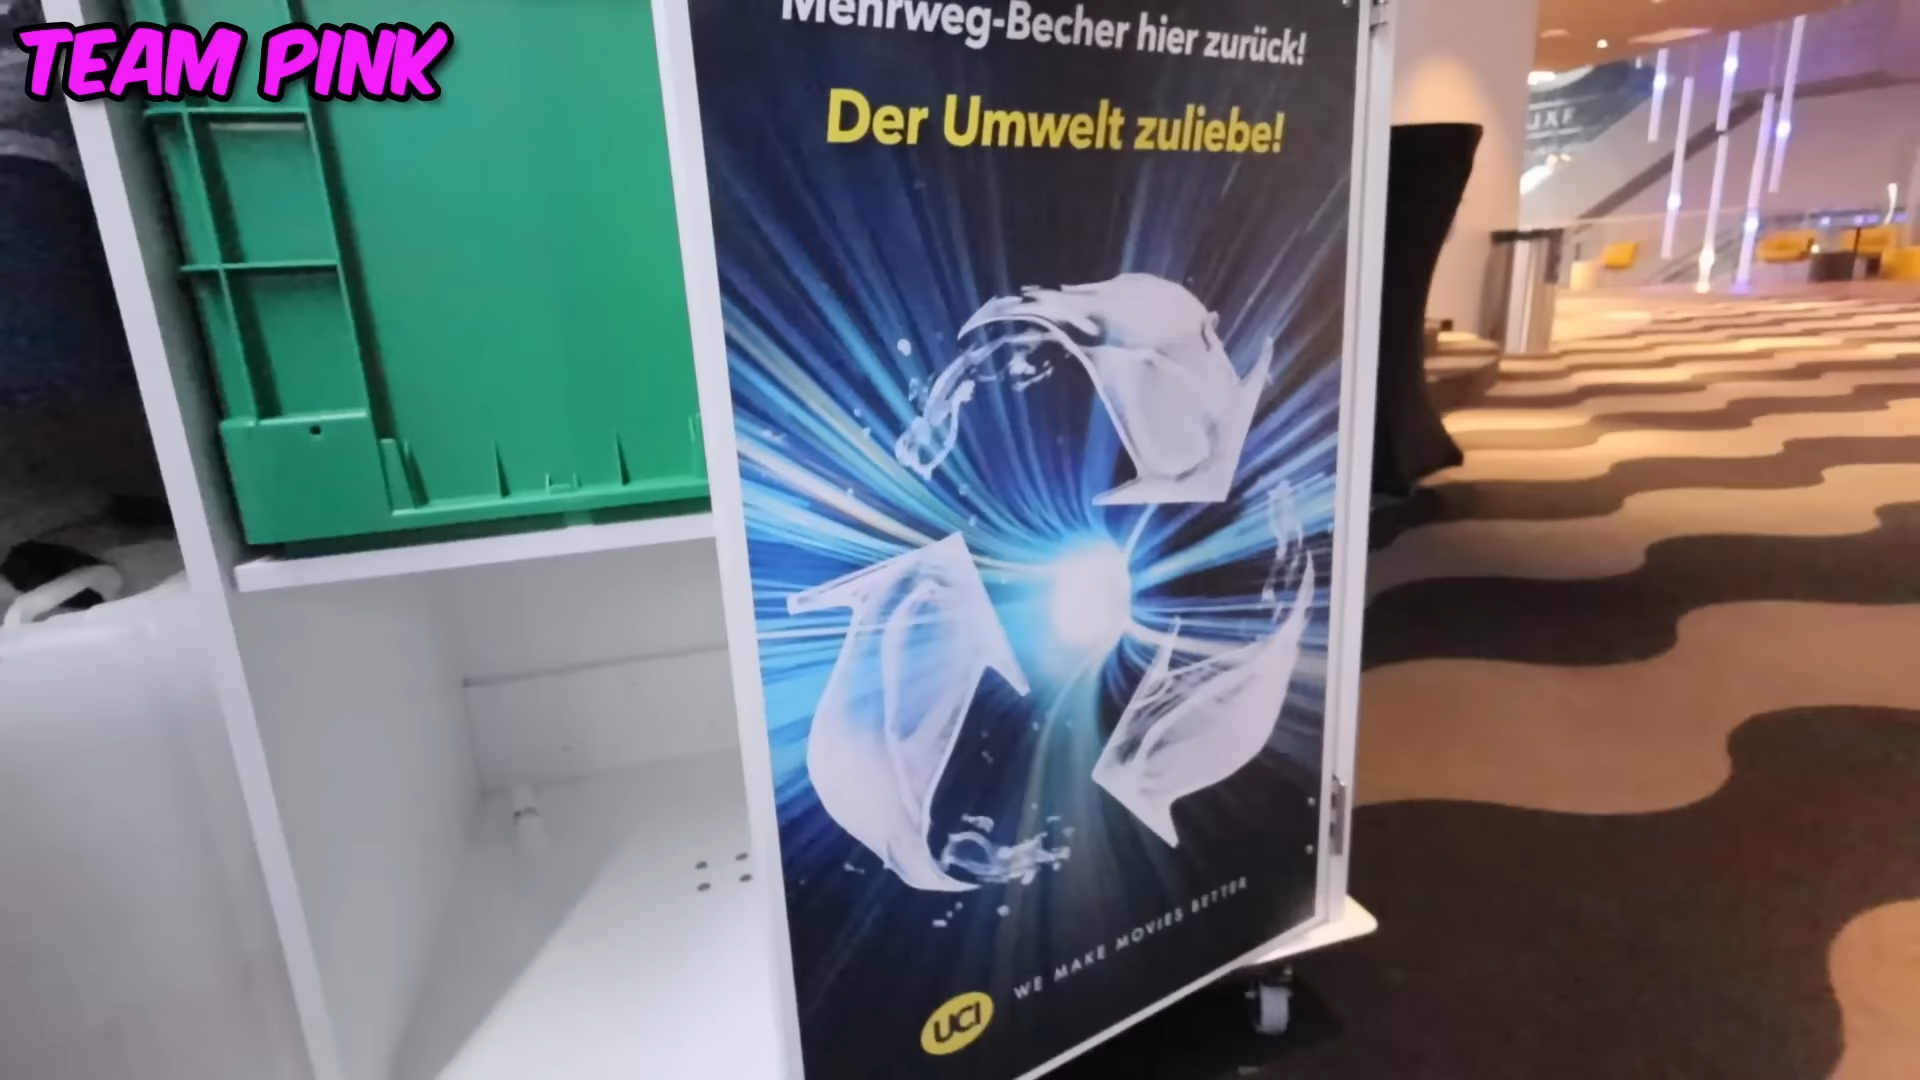 TEAM PINK
Mehrweg-Becher hier zurück!
Der Umwelt zuliebe!
WE MAKE MOVIES BETTER
UCI